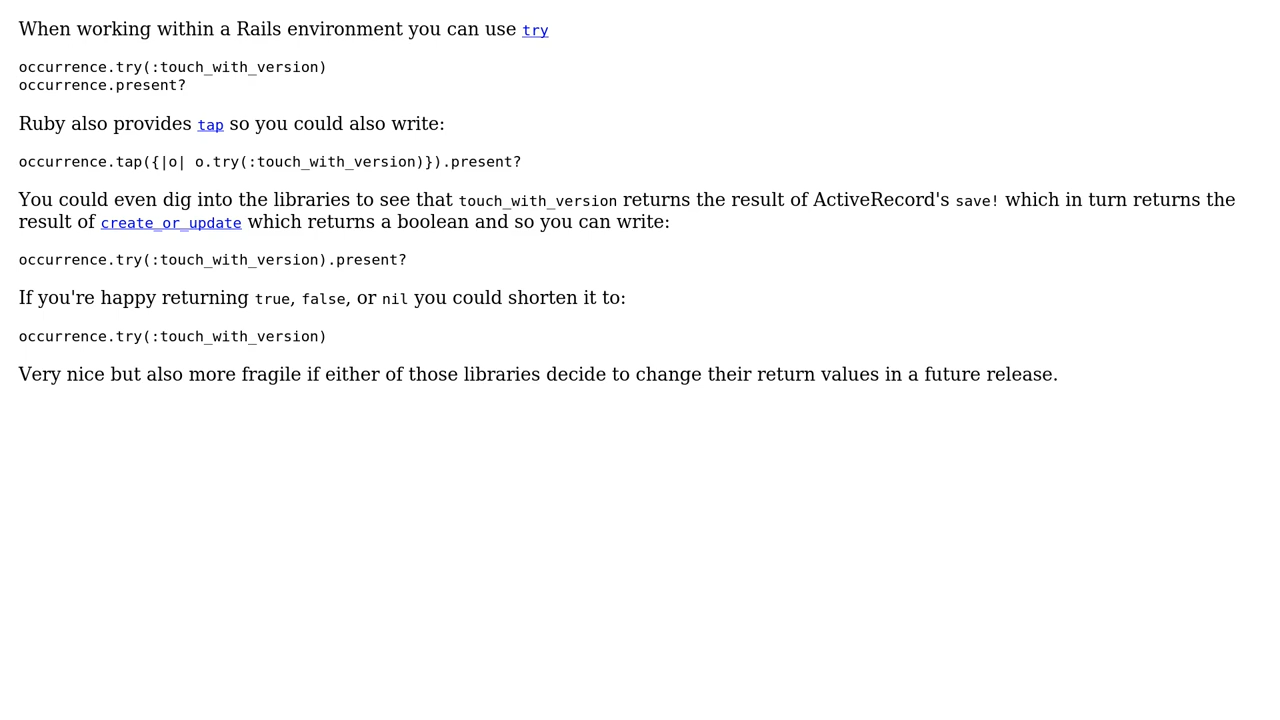 When working within a Rails environment you can use try
occurrence.try(:touch_with_version)
occurrence.present?
Ruby also provides tap so you could also write:
occurrence.tap({|o| o.try(:touch_with_version)}).present?
You could even dig into the libraries to see that touch_with_version returns the result of ActiveRecord's save! which in turn returns the
result of create_or_update which returns a boolean and so you can write:
occurrence.try(:touch_with_version).present?
If you're happy returning true, false, or nil you could shorten it to:
occurrence.try(:touch_with_version)
Very nice but also more fragile if either of those libraries decide to change their return values in a future release.